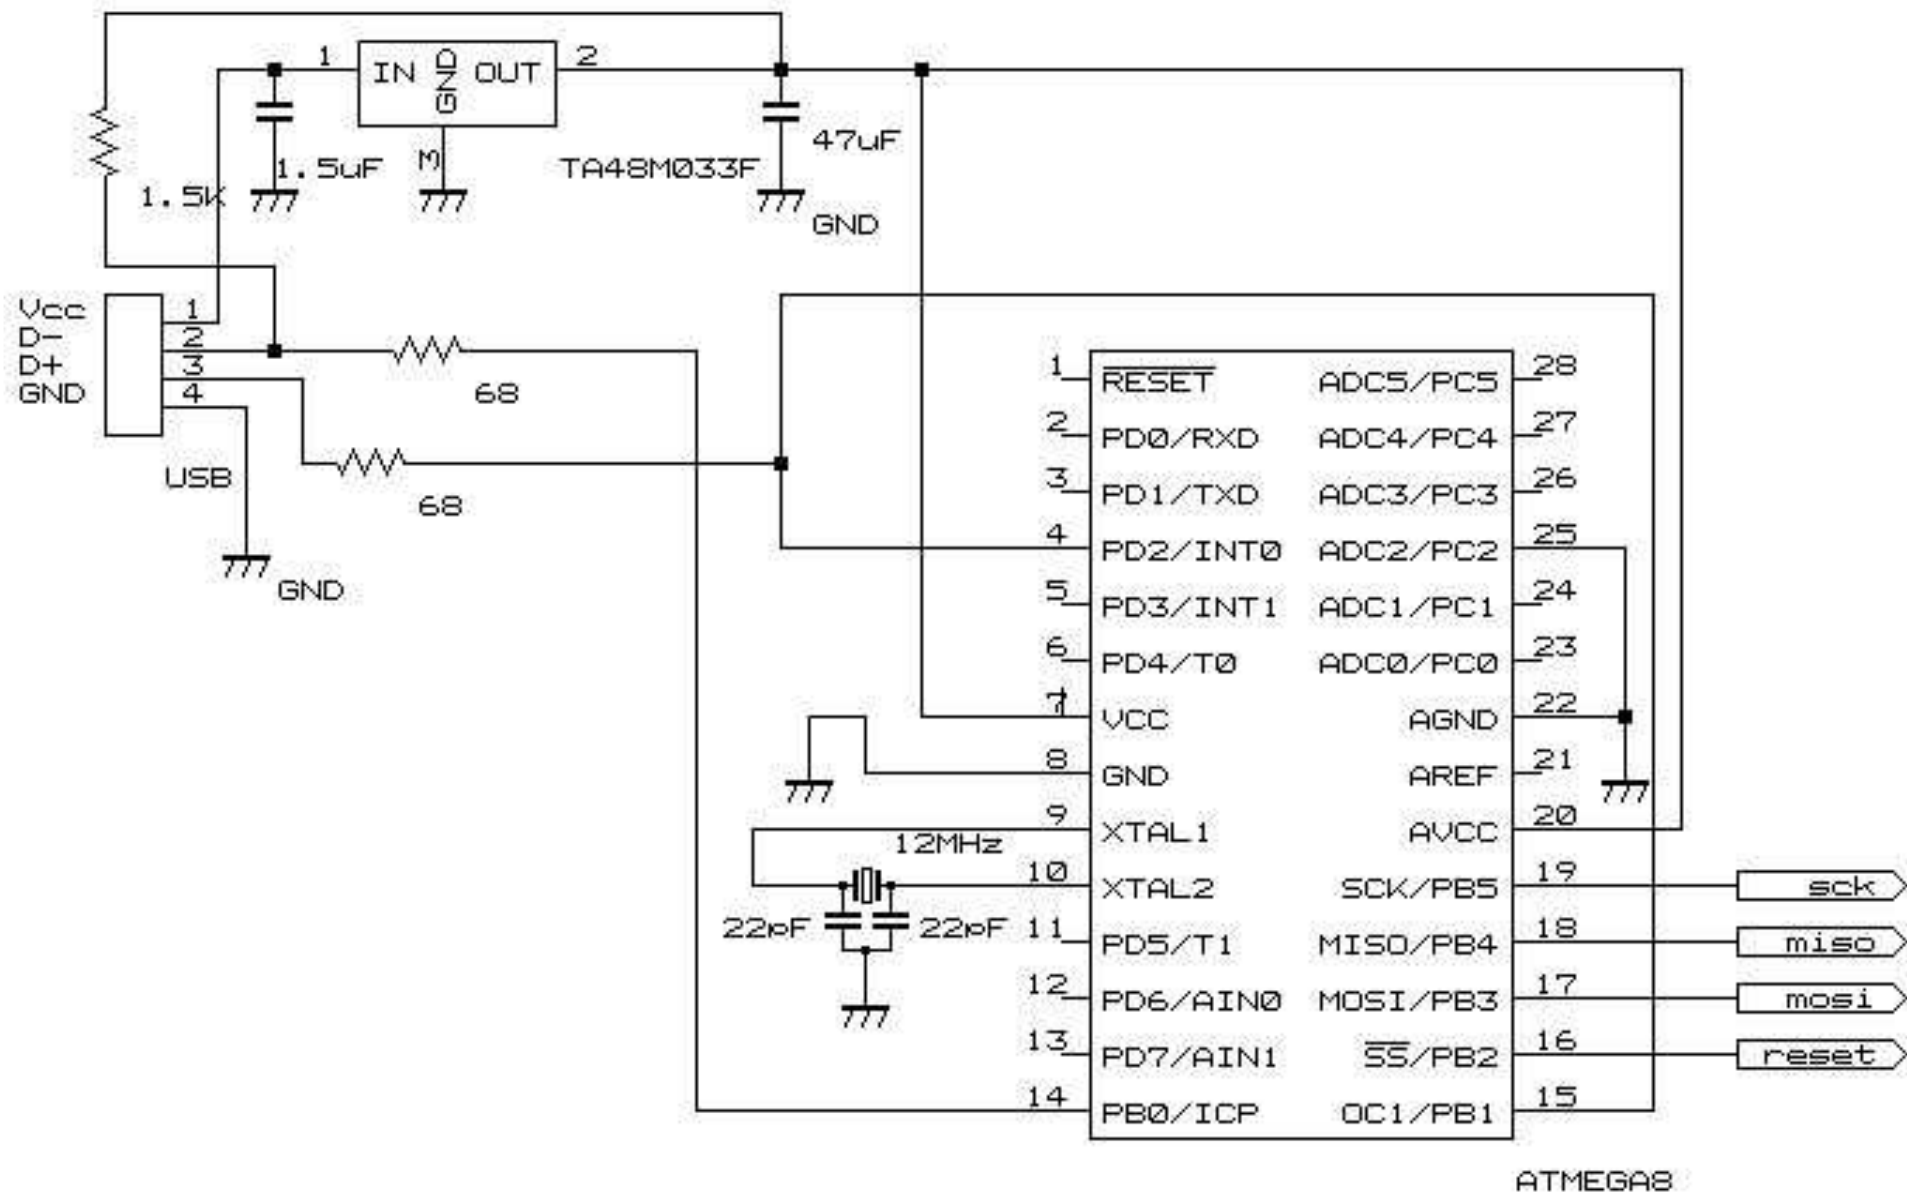 1
IN
GND
OUT
2
3
1.5uF
TA48M033F
47uF
GND
1.5K
Vcc
D-
D+
GND
1
2
3
4
USB
68
68
GND
1 RESET
2 PD0/RXD
3 PD1/TXD
4 PD2/INT0
5 PD3/INT1
6 PD4/T0
7 VCC
8 GND
9 XTAL1
10 XTAL2
11 PD5/T1
12 PD6/AIN0
13 PD7/AIN1
14 PB0/ICP
12MHz
22pF
22pF
ADC5/PC5 28
ADC4/PC4 27
ADC3/PC3 26
ADC2/PC2 25
ADC1/PC1 24
ADC0/PC0 23
AGND 22
AREF 21
AVCC 20
SCK/PB5 19
MISO/PB4 18
MOSI/PB3 17
SS/PB2 16
OC1/PB1 15
sck
miso
mosi
reset
ATMEGA8